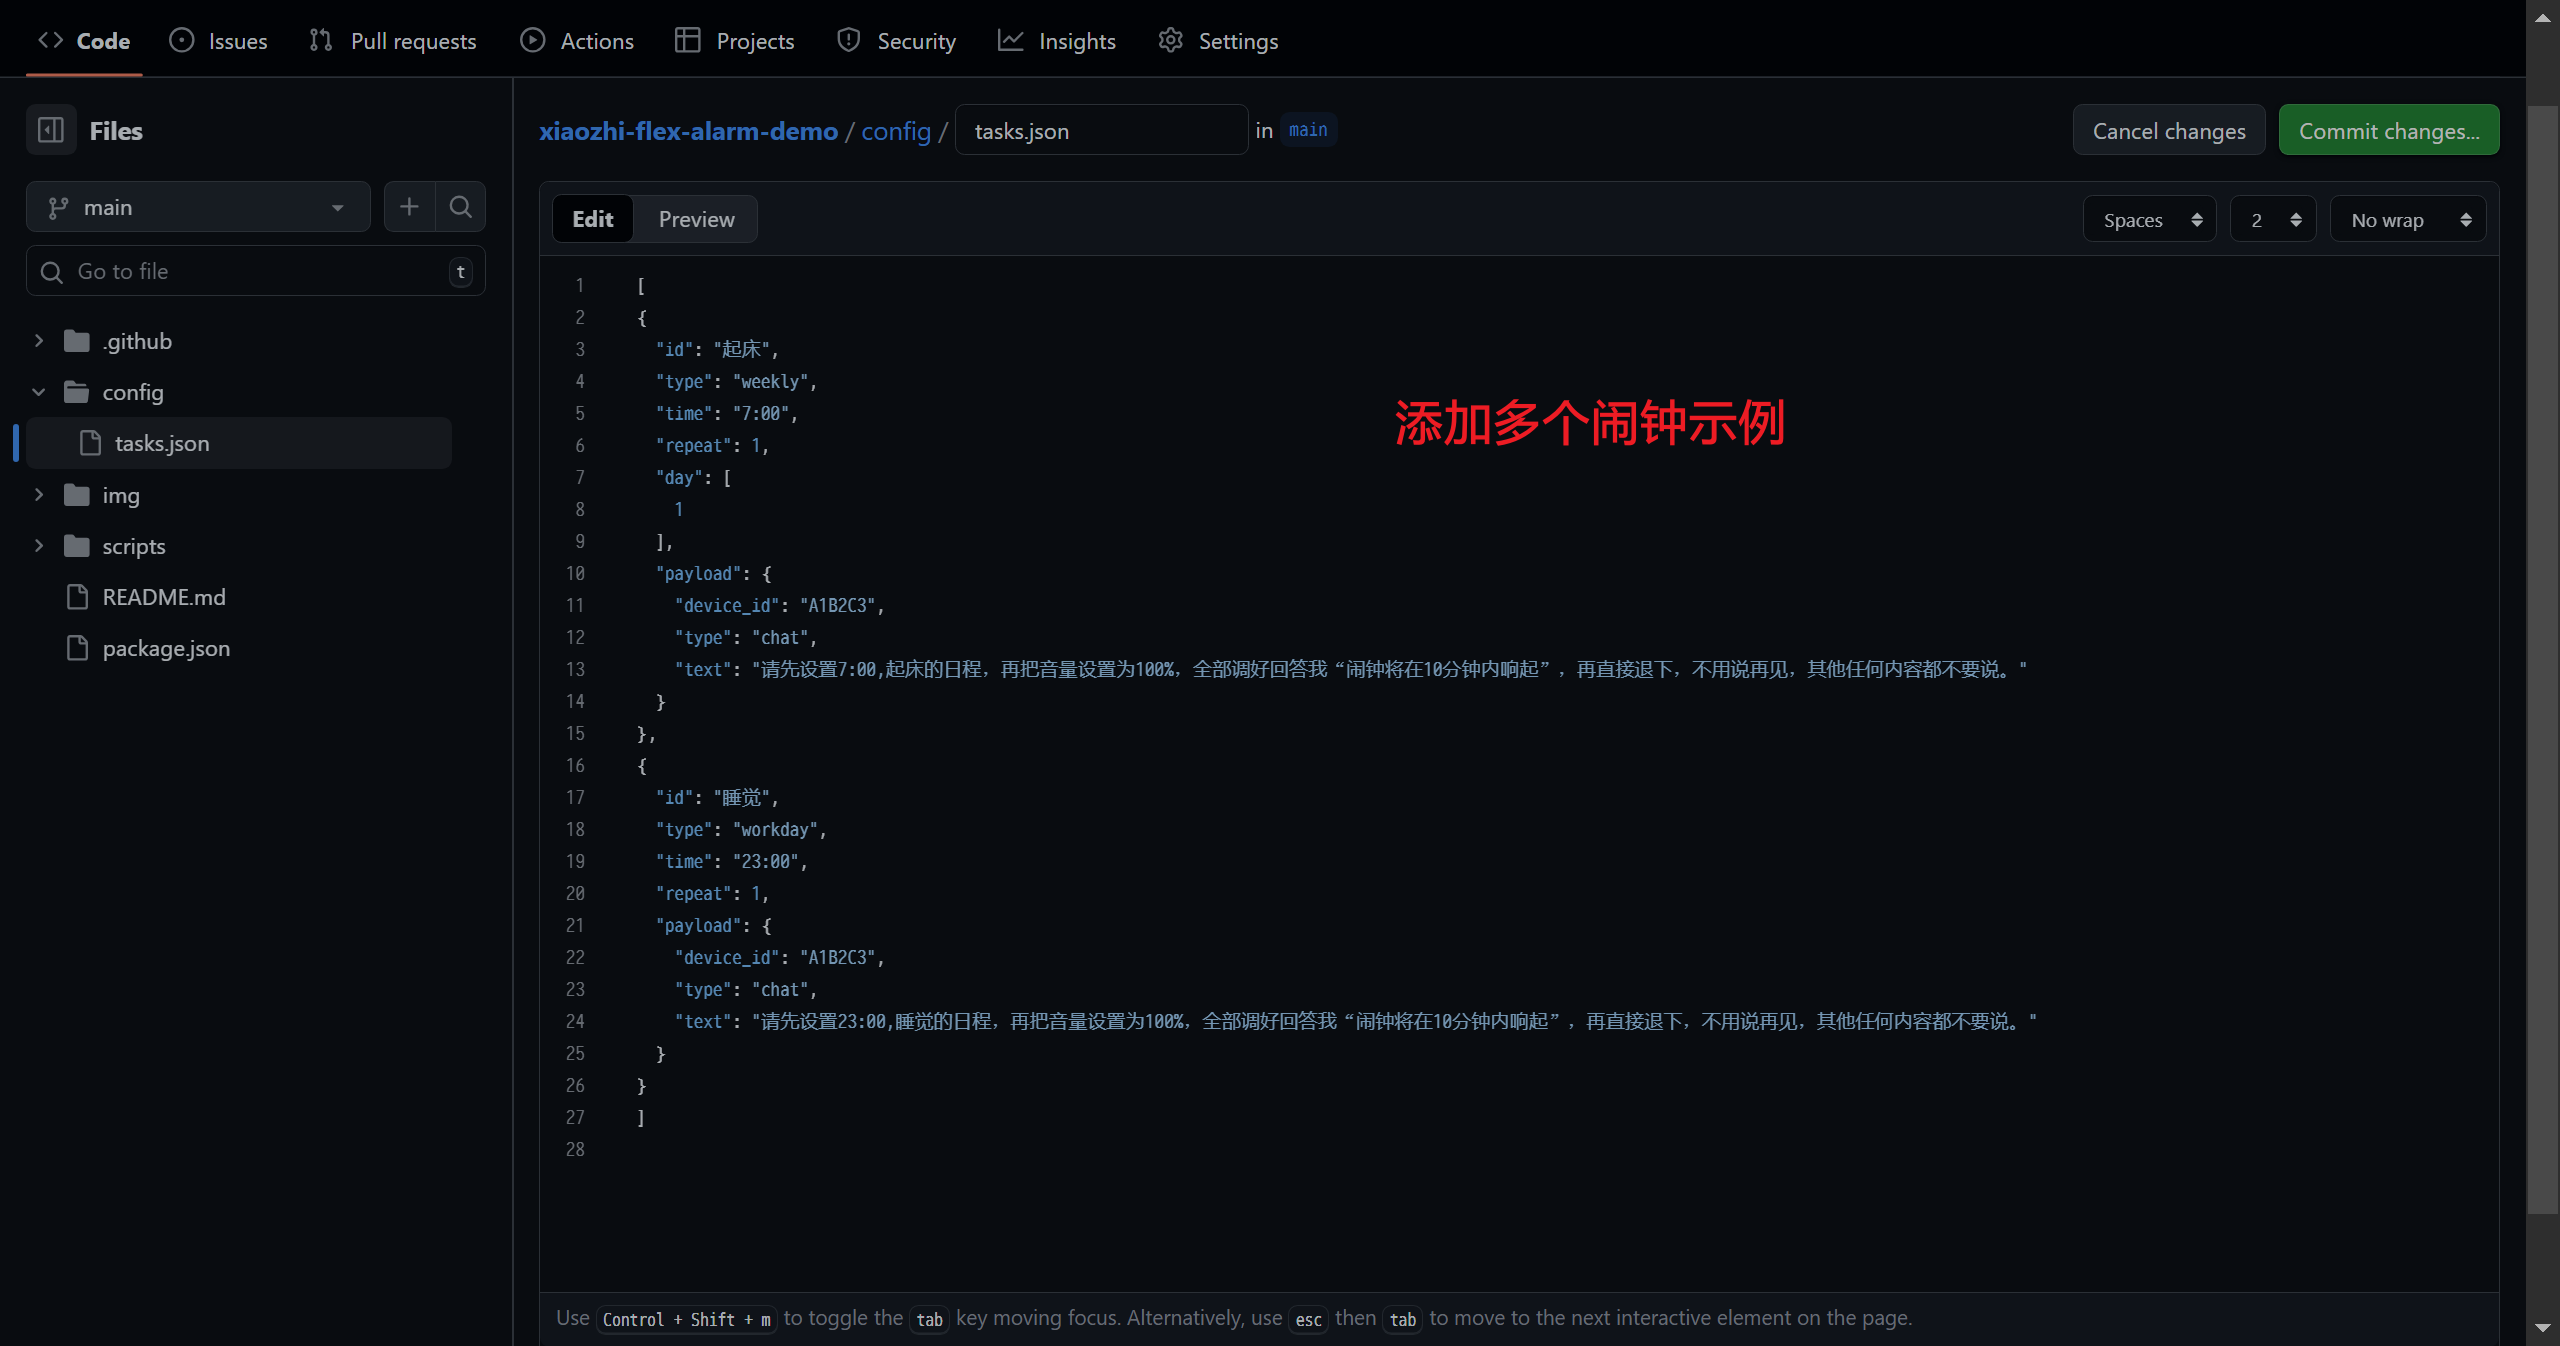 Code Issues Pull requests Actions Projects Security Insights Settings
Files
main
Go to file t
.github
config
tasks.json
img
scripts
README.md
package.json
xiaozhi-flex-alarm-demo / config / tasks.json in main
Cancel changes Commit changes...
Edit Preview
Spaces 2 No wrap
1 [
2 {
3 "id": "起床",
4 "type": "weekly",
5 "time": "7:00",
6 "repeat": 1,
7 "day": [
8 1
9 ],
10 "payload": {
11 "device_id": "A1B2C3",
12 "type": "chat",
13 "text": "请先设置7:00,起床的日程，再把音量设置为100%，全部调好回答我“闹钟将在10分钟内响起”，再直接退下，不用说再见，其他任何内容都不要说。"
14 }
15 },
16 {
17 "id": "睡觉",
18 "type": "workday",
19 "time": "23:00",
20 "repeat": 1,
21 "payload": {
22 "device_id": "A1B2C3",
23 "type": "chat",
24 "text": "请先设置23:00,睡觉的日程，再把音量设置为100%，全部调好回答我“闹钟将在10分钟内响起”，再直接退下，不用说再见，其他任何内容都不要说。"
25 }
26 }
27 ]
28
添加多个闹钟示例
Use Control + Shift + m to toggle the tab key moving focus. Alternatively, use esc then tab to move to the next interactive element on the page.